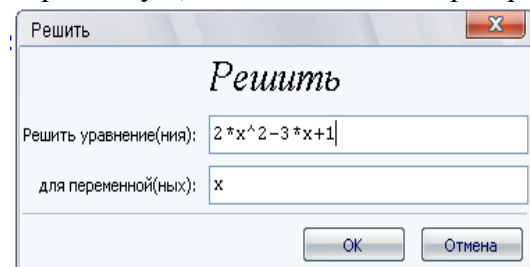 Решить
Решить
Решить уравнение(ния): 2*x^2-3*x+1
для переменной(ных): x
OK Отмена